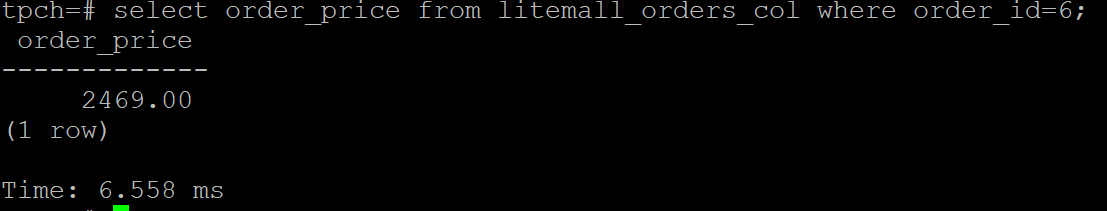 tpch=# select order_price from litemall_orders_col where order_id=6;
 order_price
-------------
     2469.00
(1 row)

Time: 6.558 ms